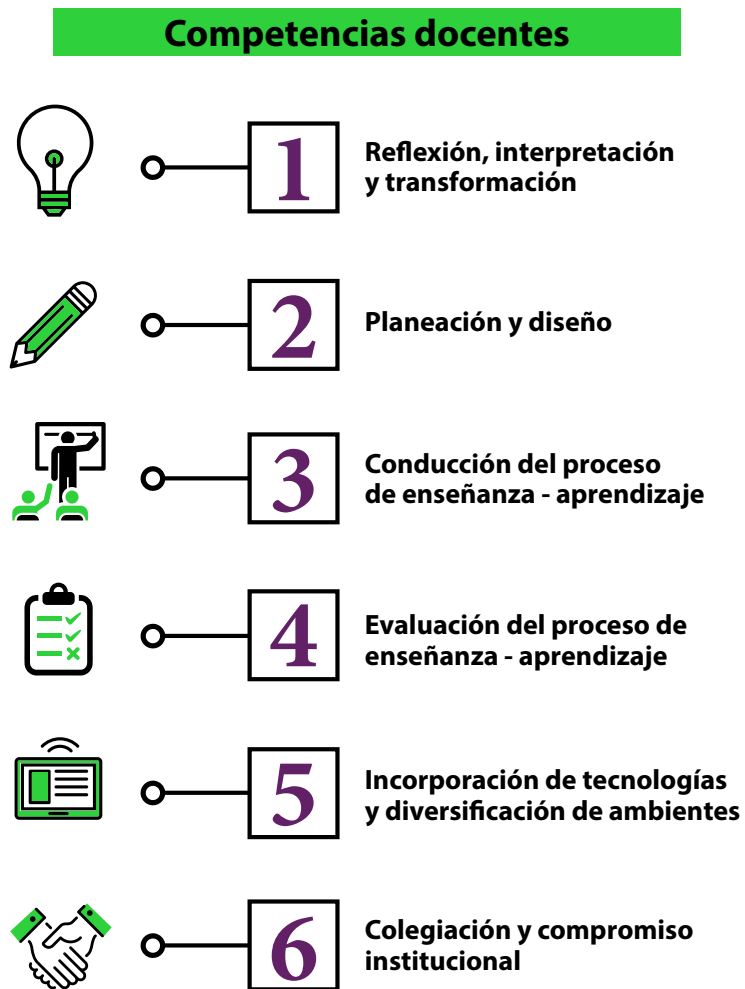 Competencias docentes
1
Reflexión, interpretación
y transformación
2
Planeación y diseño
3
Conducción del proceso
de enseñanza - aprendizaje
4
Evaluación del proceso de
enseñanza - aprendizaje
5
Incorporación de tecnologías
y diversificación de ambientes
6
Colegiación y compromiso
institucional